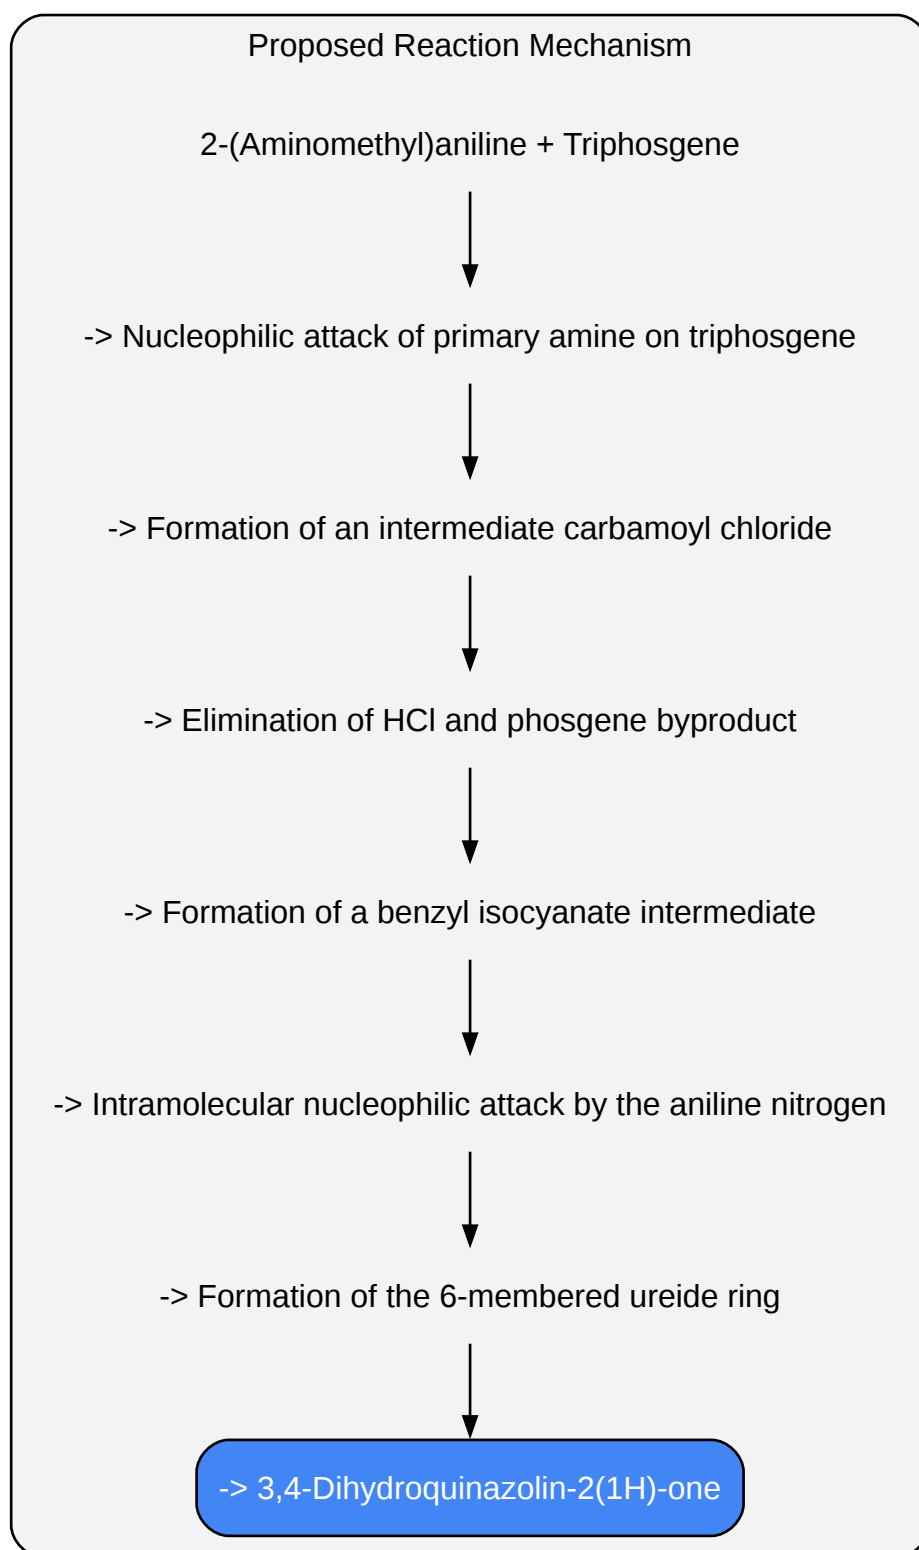 Proposed Reaction Mechanism
2-(Aminomethyl)aniline + Triphosgene
-> Nucleophilic attack of primary amine on triphosgene
-> Formation of an intermediate carbamoyl chloride
-> Elimination of HCl and phosgene byproduct
-> Formation of a benzyl isocyanate intermediate
-> Intramolecular nucleophilic attack by the aniline nitrogen
-> Formation of the 6-membered ureide ring
-> 3,4-Dihydroquinazolin-2(1H)-one